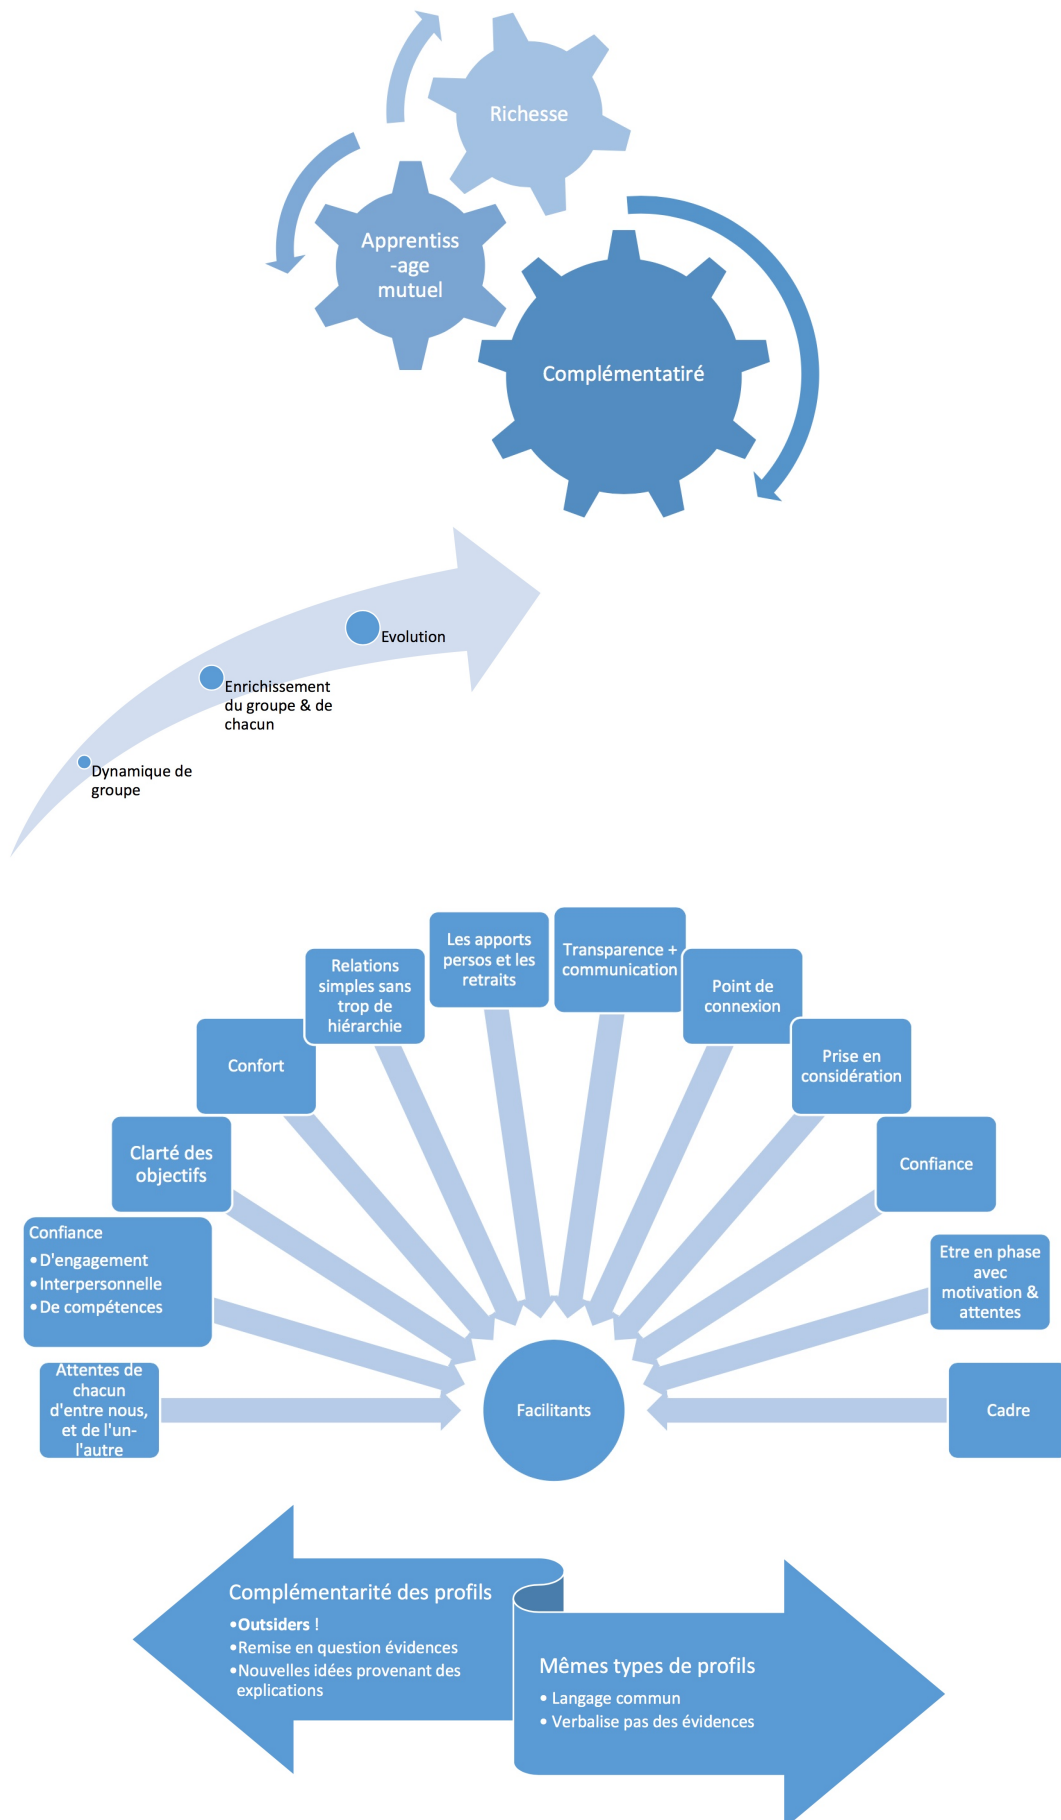 Richesse
Apprentiss
-age
mutuel
Complémentatiré
Evolution
Enrichissement
du groupe & de
chacun
Dynamique de
groupe
Les apports
persos et les
retraits
Transparence +
communication
Relations
simples sans
trop de
hiérarchie
Point de
connexion
Confort
Prise en
considération
Clarté des
objectifs
Confiance
Confiance
• D'engagement
• Interpersonnelle
• De compétences
Etre en phase
avec
motivation &
attentes
Attentes de
chacun
d'entre nous,
et de l'un-
l'autre
Facilitants
Cadre
Complémentarité des profils
•Outsiders !
•Remise en question évidences
•Nouvelles idées provenant des
explications
Mêmes types de profils
• Langage commun
• Verbalise pas des évidences